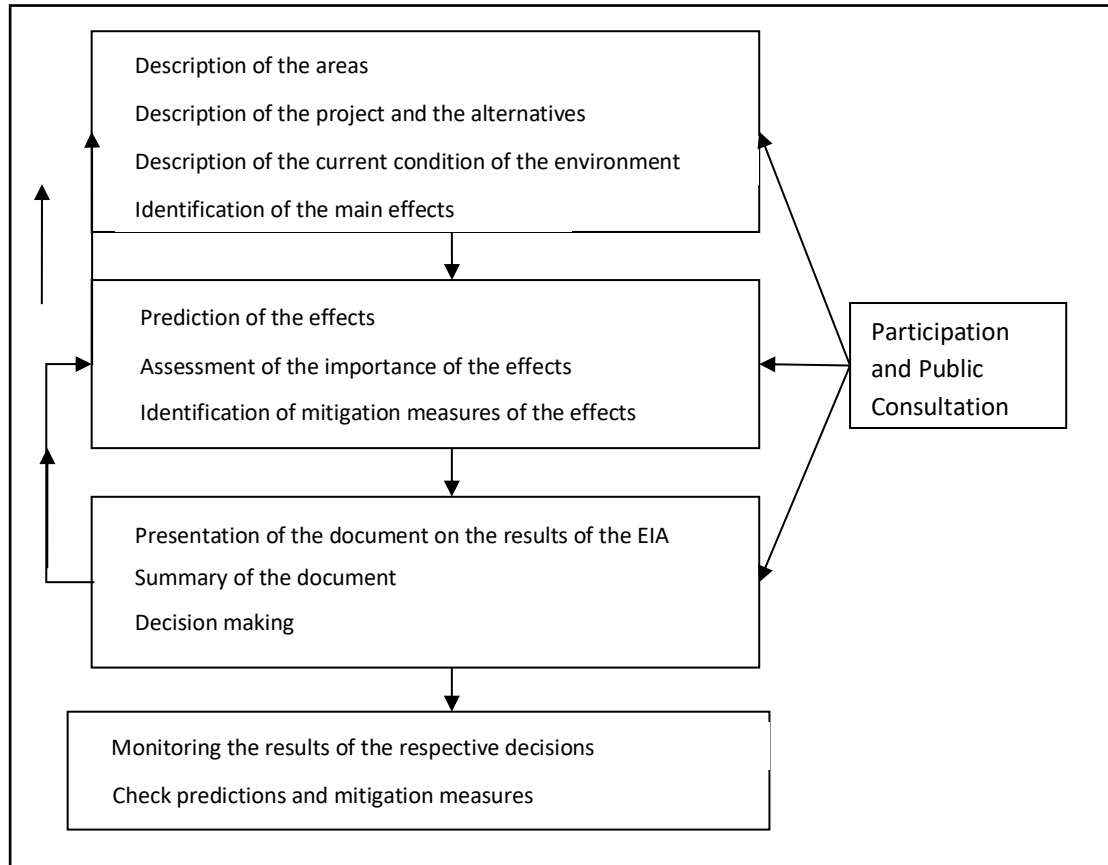 Description of the areas
Description of the project and the alternatives
Description of the current condition of the environment
Identification of the main effects
Prediction of the effects
Assessment of the importance of the effects
Identification of mitigation measures of the effects
Participation
and Public
Consultation
Presentation of the document on the results of the EIA
Summary of the document
Decision making
Monitoring the results of the respective decisions
Check predictions and mitigation measures